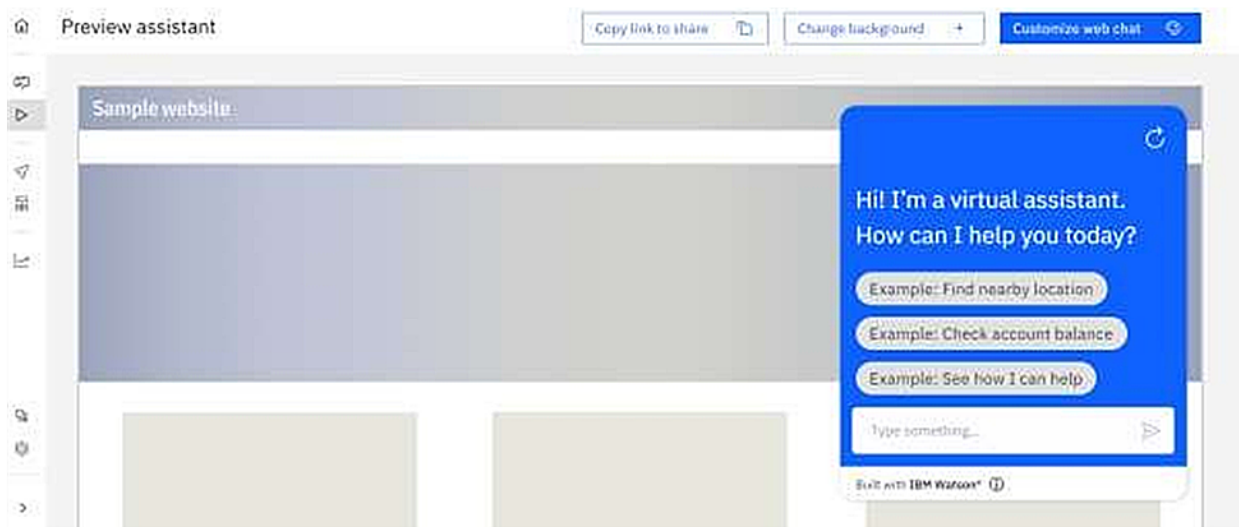 Preview assistant
Copy link to share
Change background
Customize web chat
Sample website
Hi! I'm a virtual assistant.
How can I help you today?
Example: Find nearby location
Example: Check account balance
Example: See how I can help
Type something...
Built with IBM Watson®